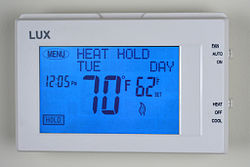 LUX
MENU HEAT HOLD
TUE DAY
12:05 PM 70°F 62°F
SET
HOLD
FAN
AUTO
ON
HEAT
OFF
COOL